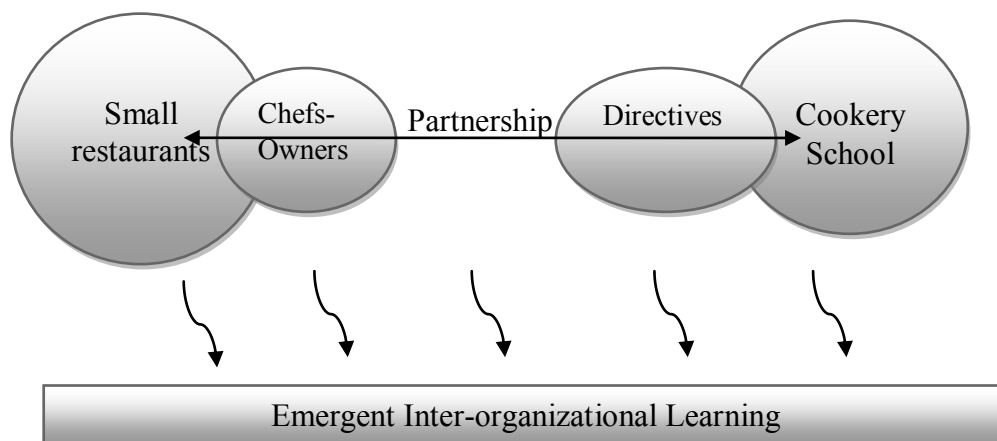 Small
restaurants
Chefs-
Owners
Partnership
Directives
Cookery
School
Emergent Inter-organizational Learning